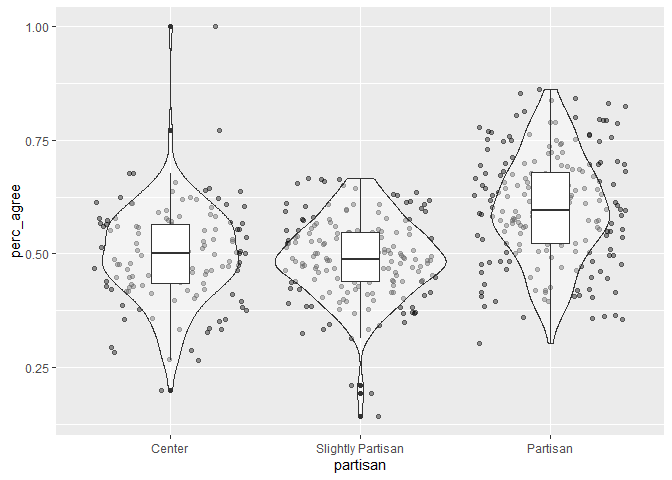 1.00
0.75
0.50
0.25
perc_agree
Center
Slightly Partisan
Partisan
partisan